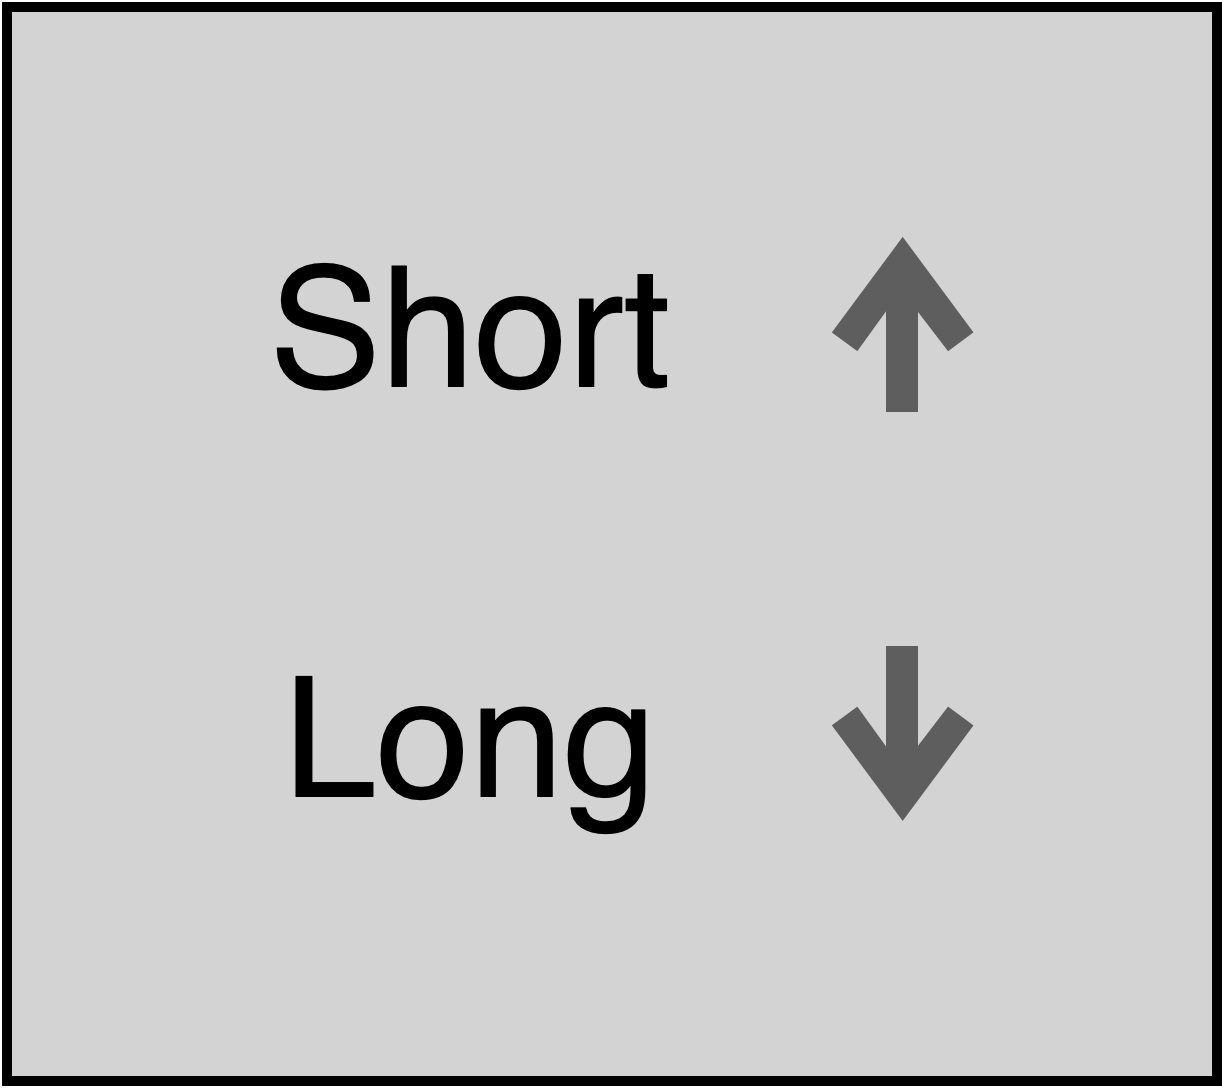 Short ↑
Long ↓